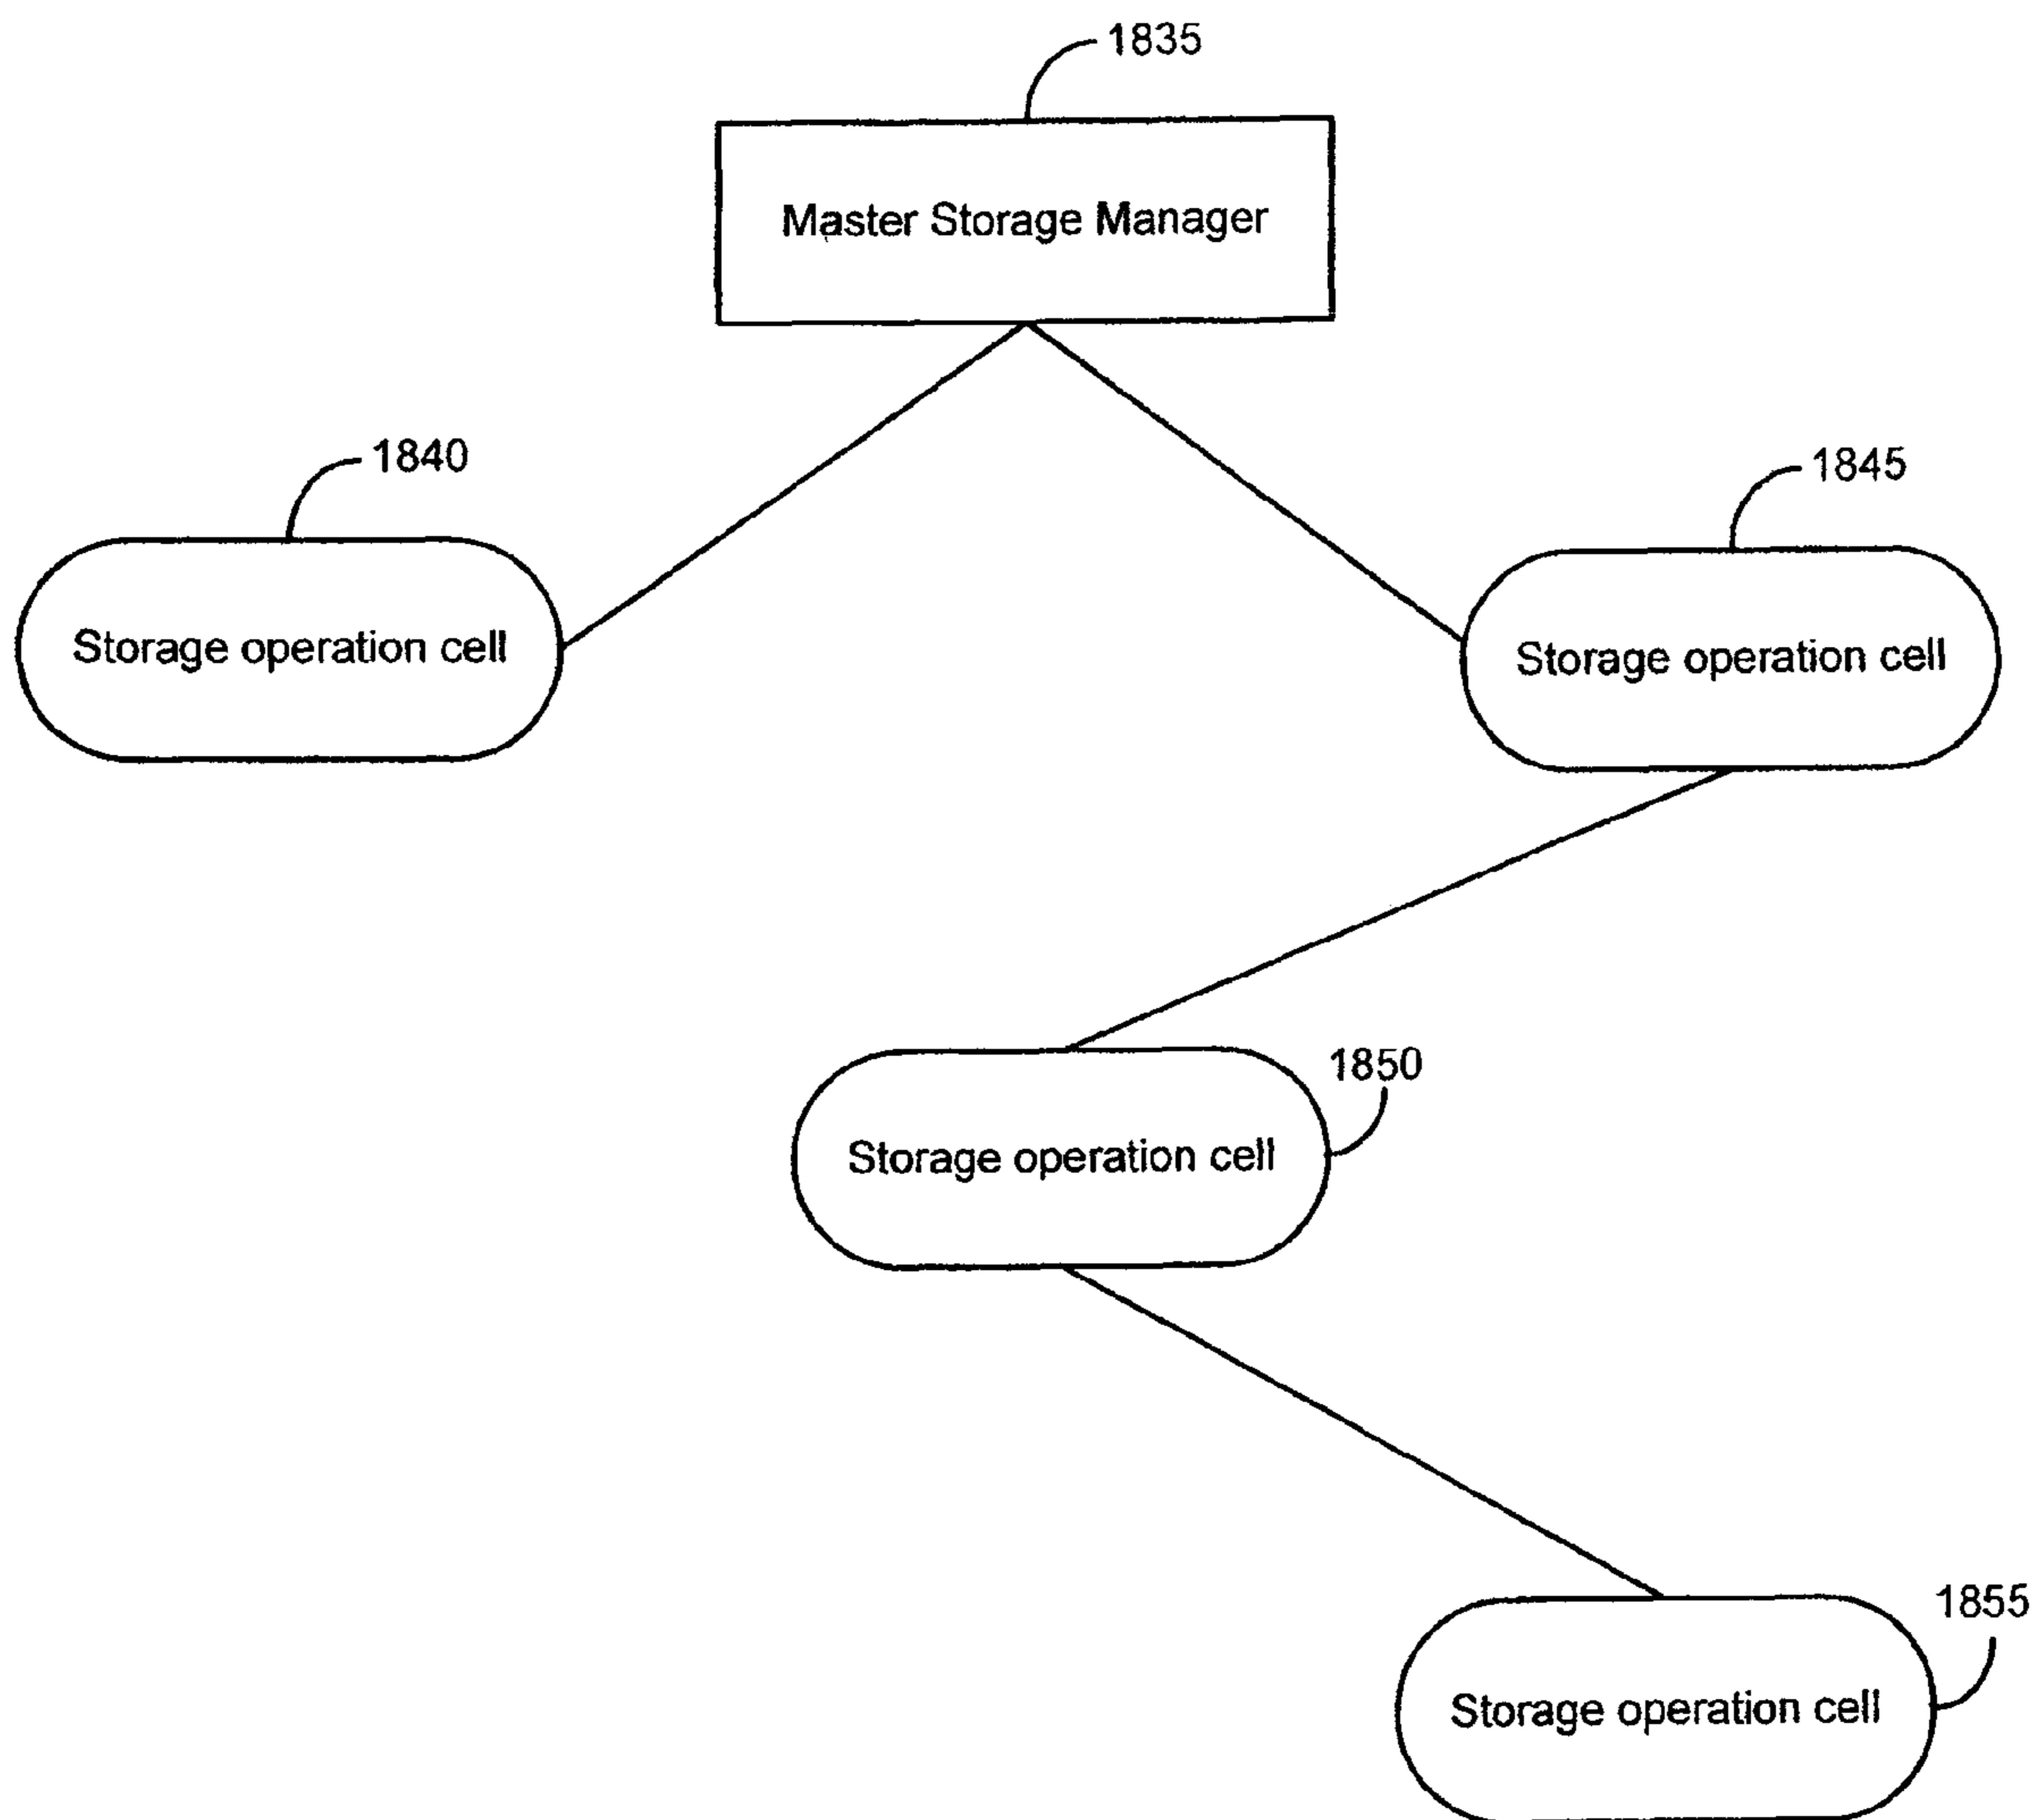 1835
Master Storage Manager
1840
1845
Storage operation cell
Storage operation cell
1850
Storage operation cell
1855
Storage operation cell